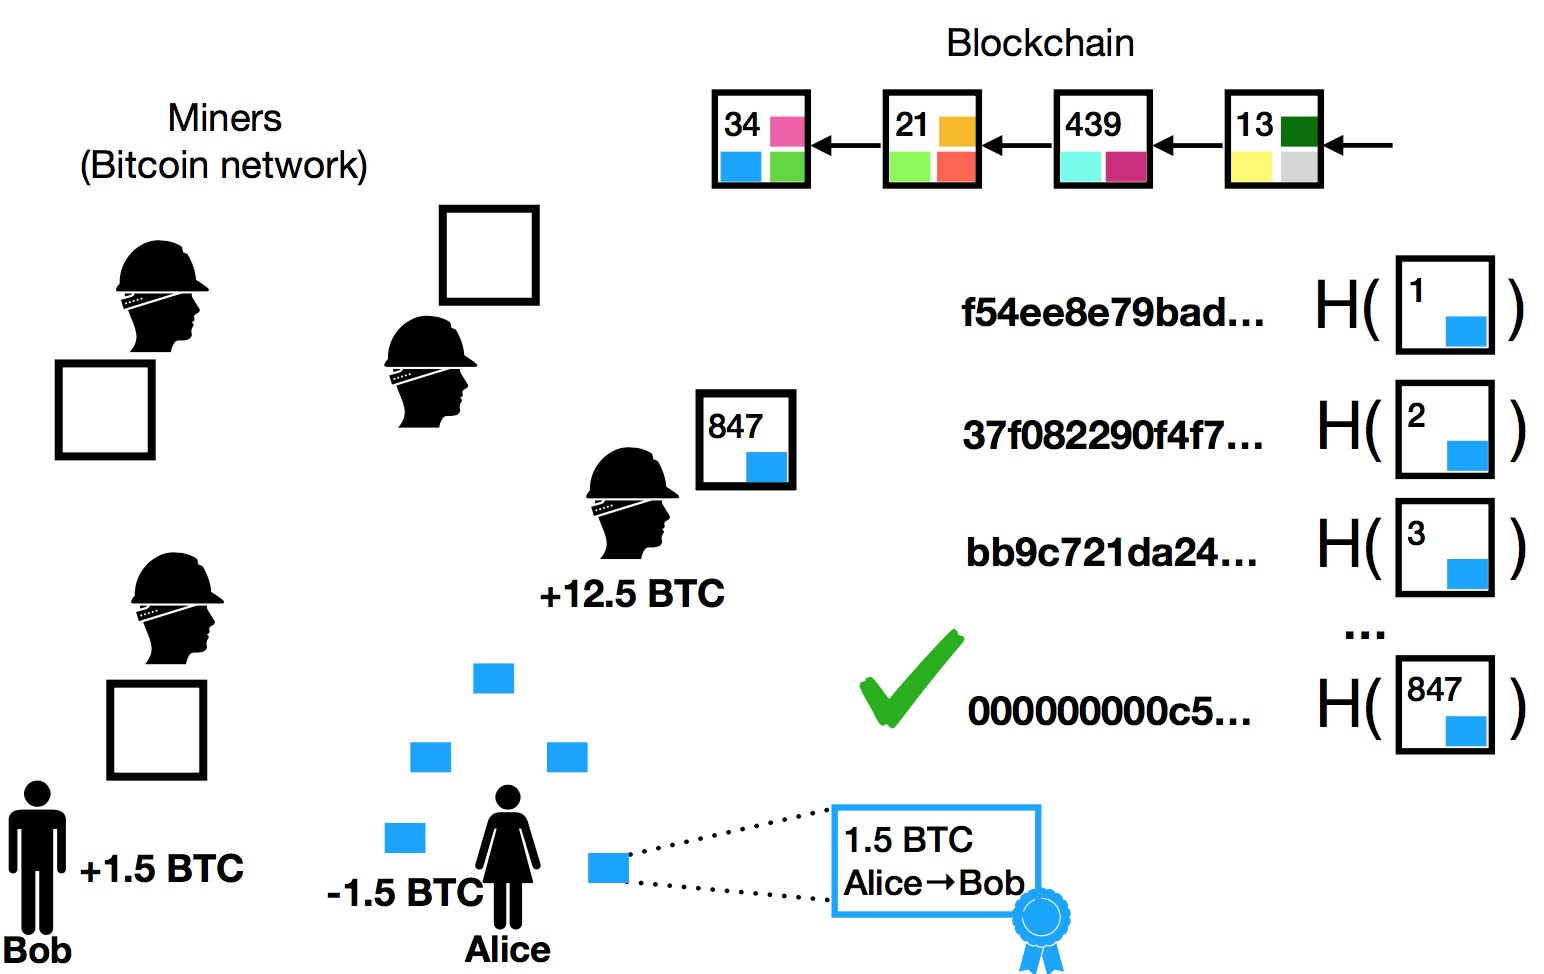 Blockchain
34
21
439
13
Miners
(Bitcoin network)
f54ee8e79bad...
H( 1 )
37f082290f4f7...
H( 2 )
847
bb9c721da24...
H( 3 )
+12.5 BTC
...
000000000c5...
H( 847 )
1.5 BTC
Alice→Bob
+1.5 BTC
-1.5 BTC
Bob
Alice